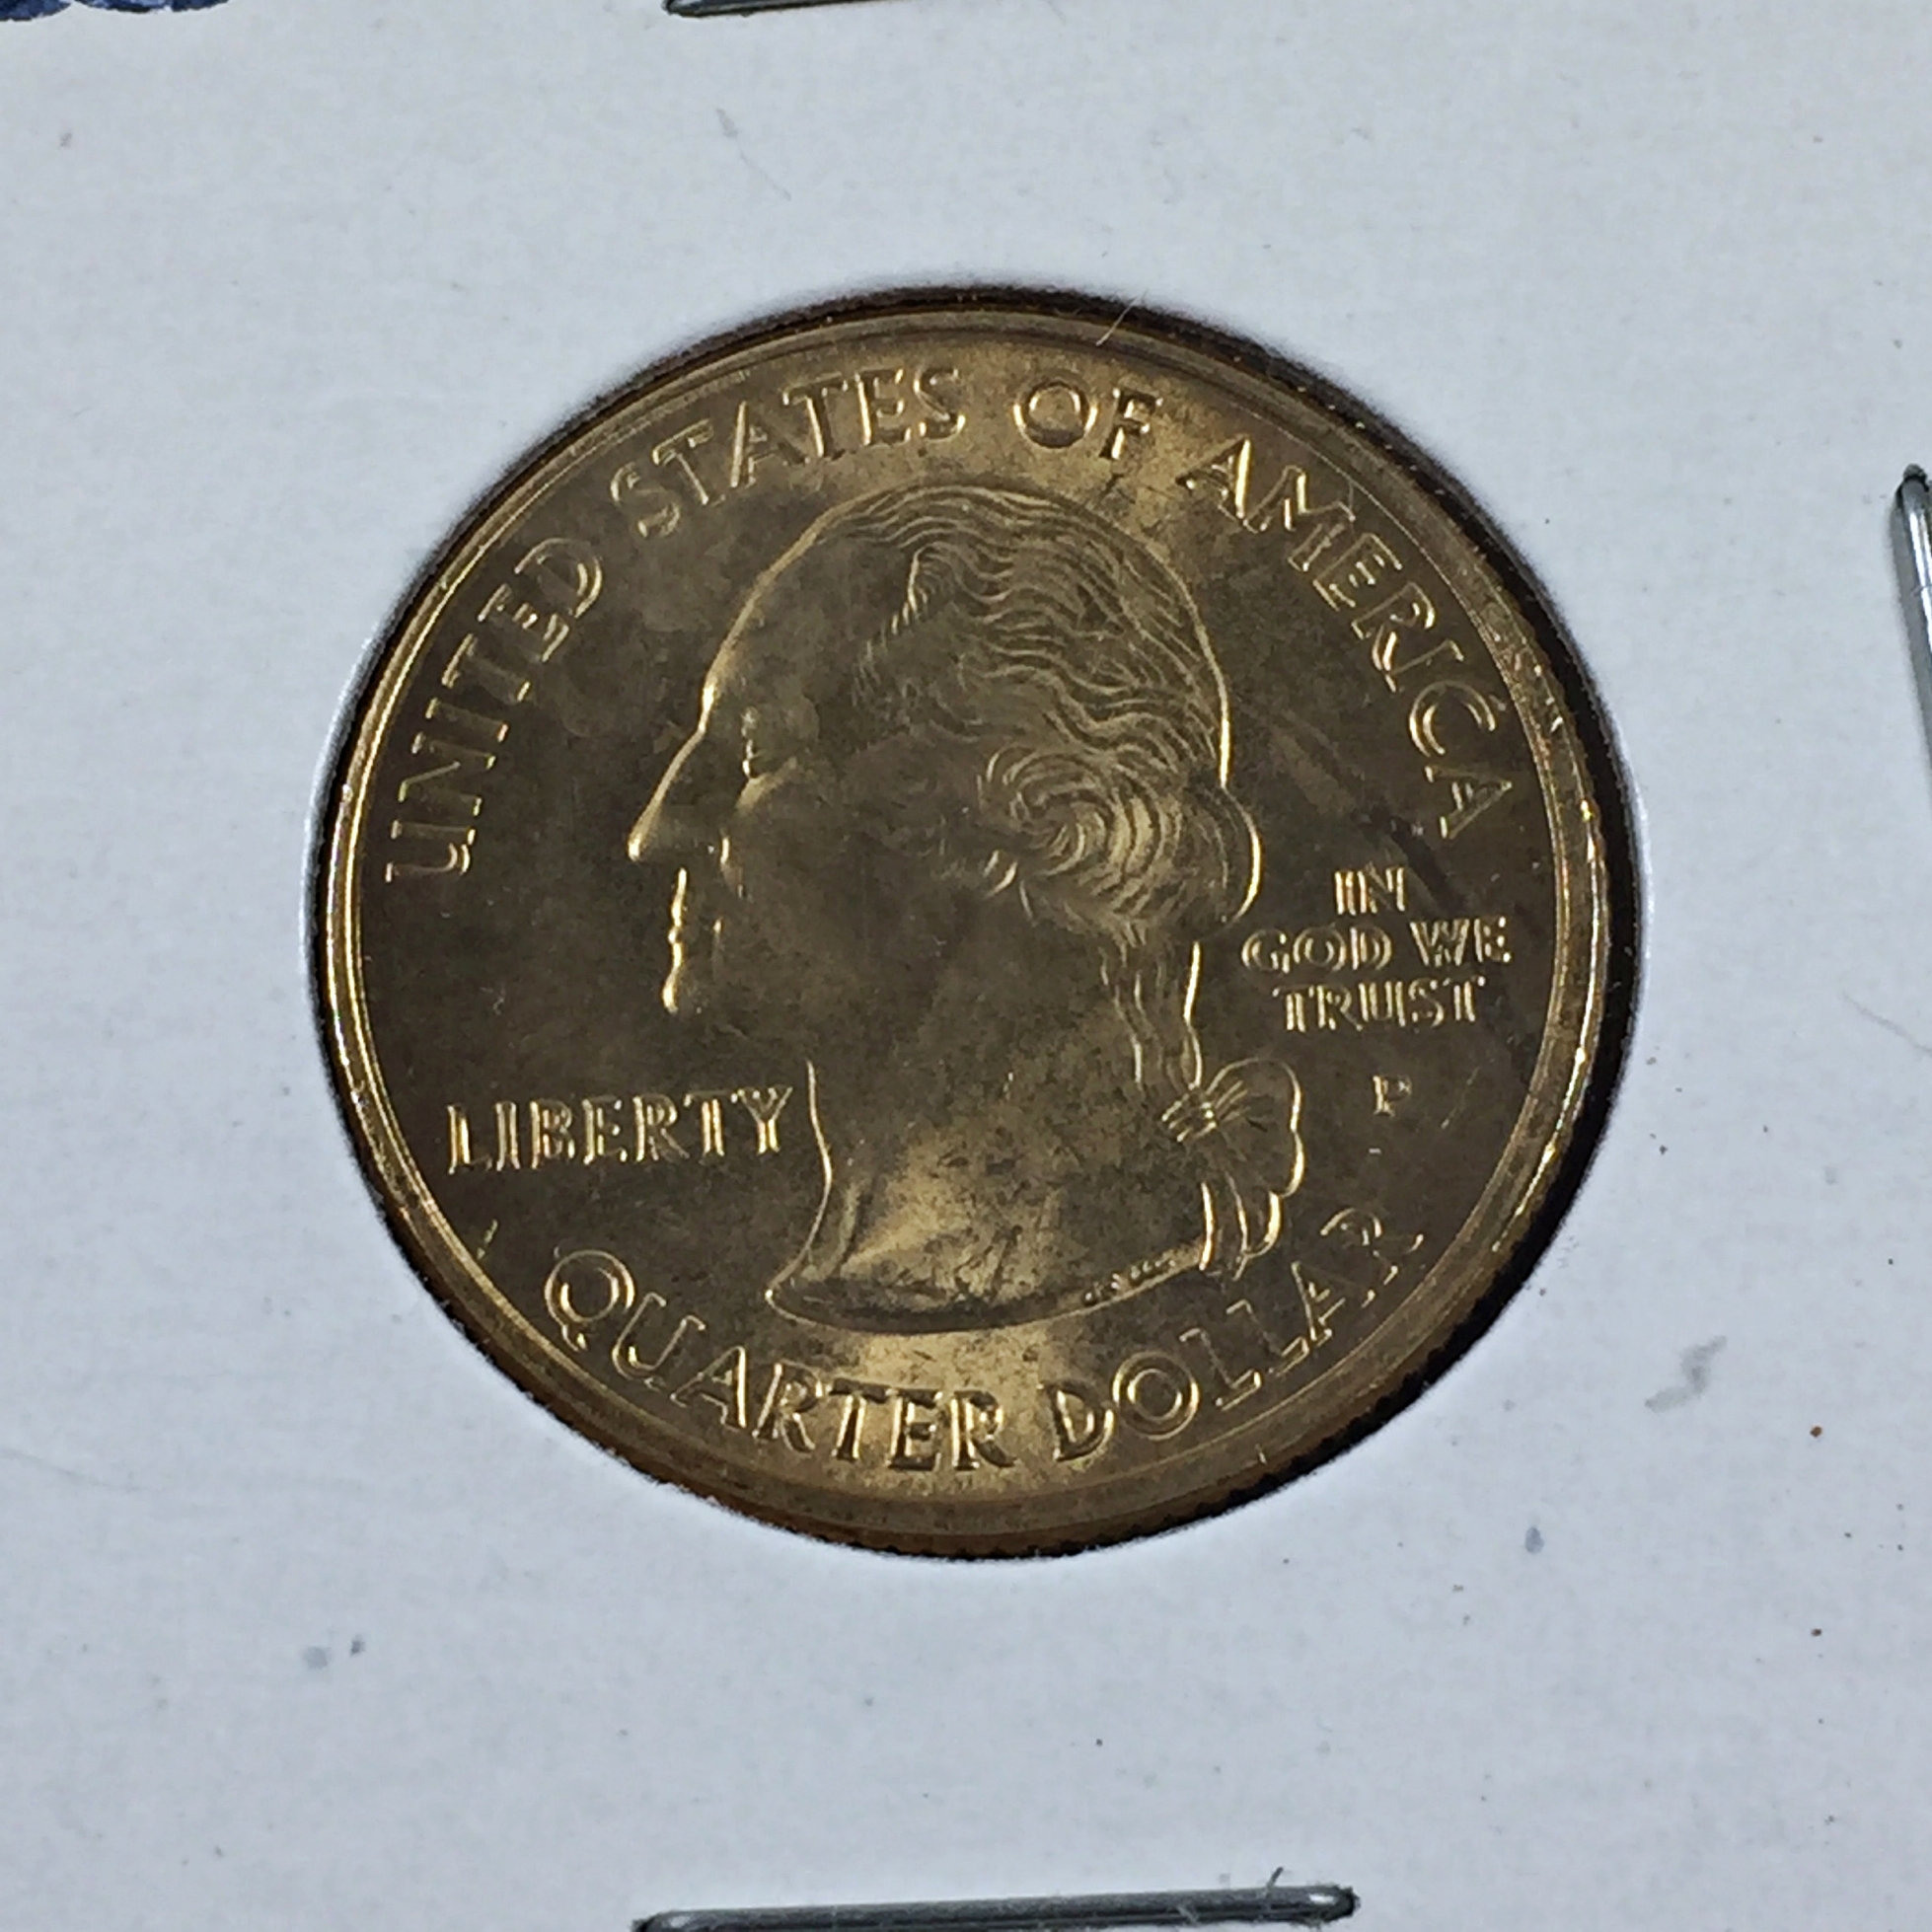 UNITED STATES OF AMERICA
IN
GOD WE
TRUST
P
LIBERTY
QUARTER DOLLAR